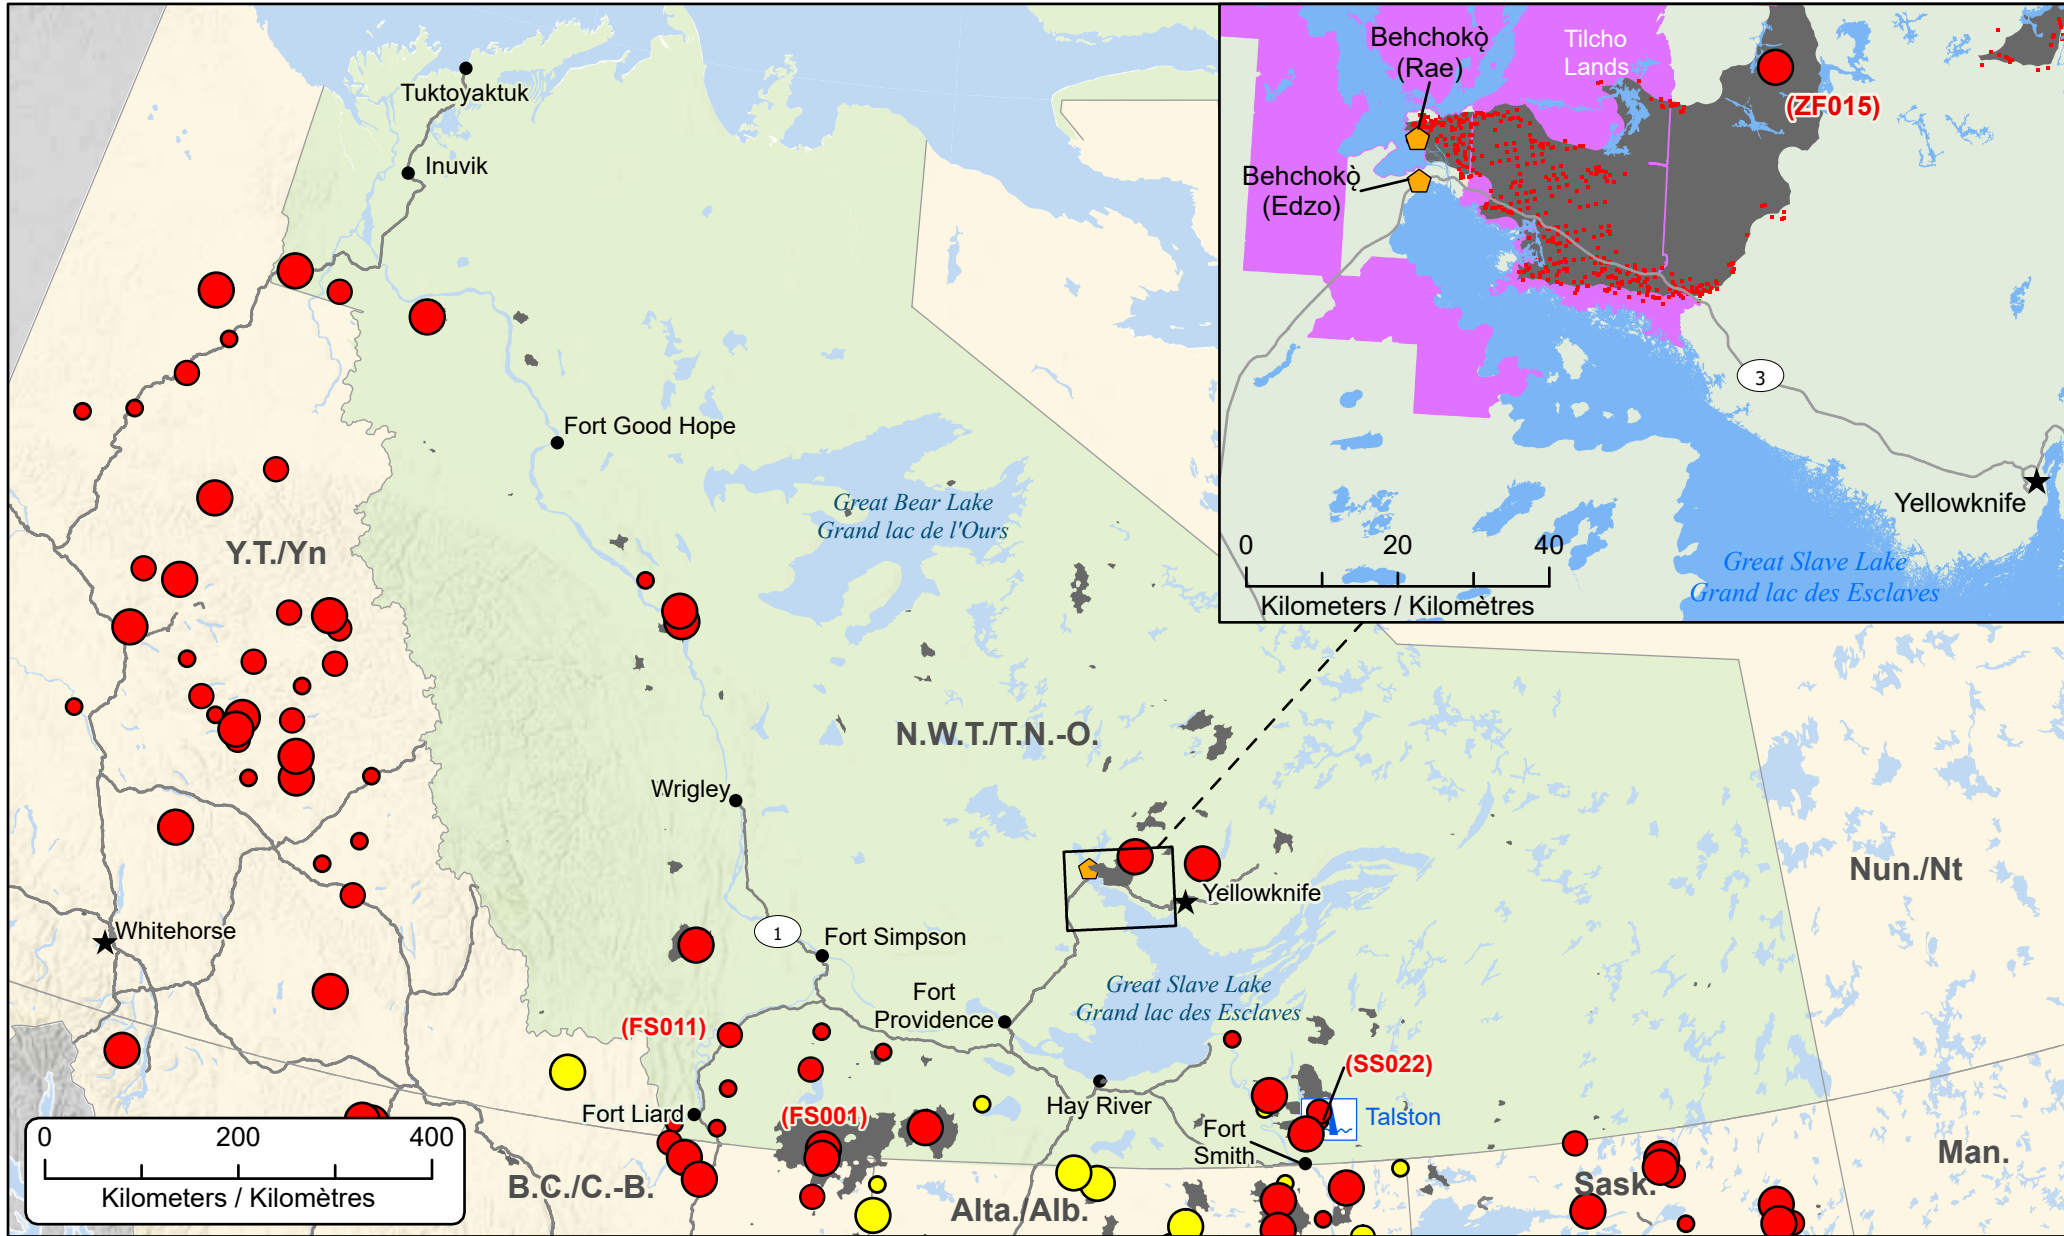 Tuktoyaktuk
Inuvik
Fort Good Hope
Great Bear Lake
Grand lac de l'Ours
Y.T./Yn
N.W.T./T.N.-O.
Wrigley
Whitehorse
1
Fort Simpson
Yellowknife
Nun./Nt
Great Slave Lake
Grand lac des Esclaves
Fort
Providence
(FS011)
(SS022)
Hay River
Fort Liard
(FS001)
Talston
Fort
Smith
B.C./C.-B.
Alta./Alb.
Sask.
Man.
0 200 400
Kilometers / Kilomètres
Behchokǫ̀
(Rae)
Tilcho
Lands
(ZF015)
Behchokǫ̀
(Edzo)
3
Yellowknife
0 20 40
Kilometers / Kilomètres
Great Slave Lake
Grand lac des Esclaves